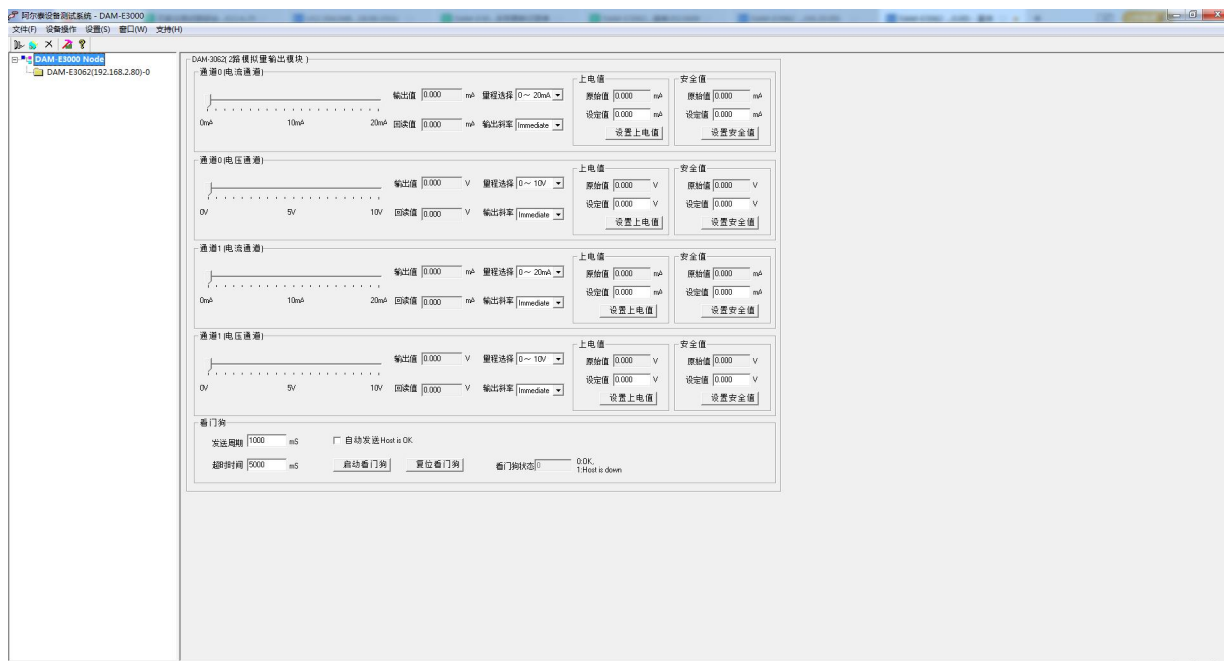 阿尔泰设备测试系统 - DAM-E3000
文件(F) 设备操作 设置(S) 窗口(W) 支持(H)
DAM-E3000 Node
DAM-E3062(192.168.2.80)-0
DAM-3062(2路模拟量输出模块)
通道0(电流通道)
输出值 0.000 mA 量程选择 0～20mA
0mA 10mA 20mA
回读值 0.000 mA 输出斜率 Immediate
上电值
原始值 0.000 mA
设定值 0.000 mA
设置上电值
安全值
原始值 0.000 mA
设定值 0.000 mA
设置安全值
通道0(电压通道)
输出值 0.000 V 量程选择 0～10V
0V 5V 10V
回读值 0.000 V 输出斜率 Immediate
上电值
原始值 0.000 V
设定值 0.000 V
设置上电值
安全值
原始值 0.000 V
设定值 0.000 V
设置安全值
通道1(电流通道)
输出值 0.000 mA 量程选择 0～20mA
0mA 10mA 20mA
回读值 0.000 mA 输出斜率 Immediate
上电值
原始值 0.000 mA
设定值 0.000 mA
设置上电值
安全值
原始值 0.000 mA
设定值 0.000 mA
设置安全值
通道1(电压通道)
输出值 0.000 V 量程选择 0～10V
0V 5V 10V
回读值 0.000 V 输出斜率 Immediate
上电值
原始值 0.000 V
设定值 0.000 V
设置上电值
安全值
原始值 0.000 V
设定值 0.000 V
设置安全值
看门狗
发送周期 1000 mS 自动发送Host is OK
超时时间 5000 mS 启动看门狗 复位看门狗 看门狗状态 0
0:OK,
1:Host is down